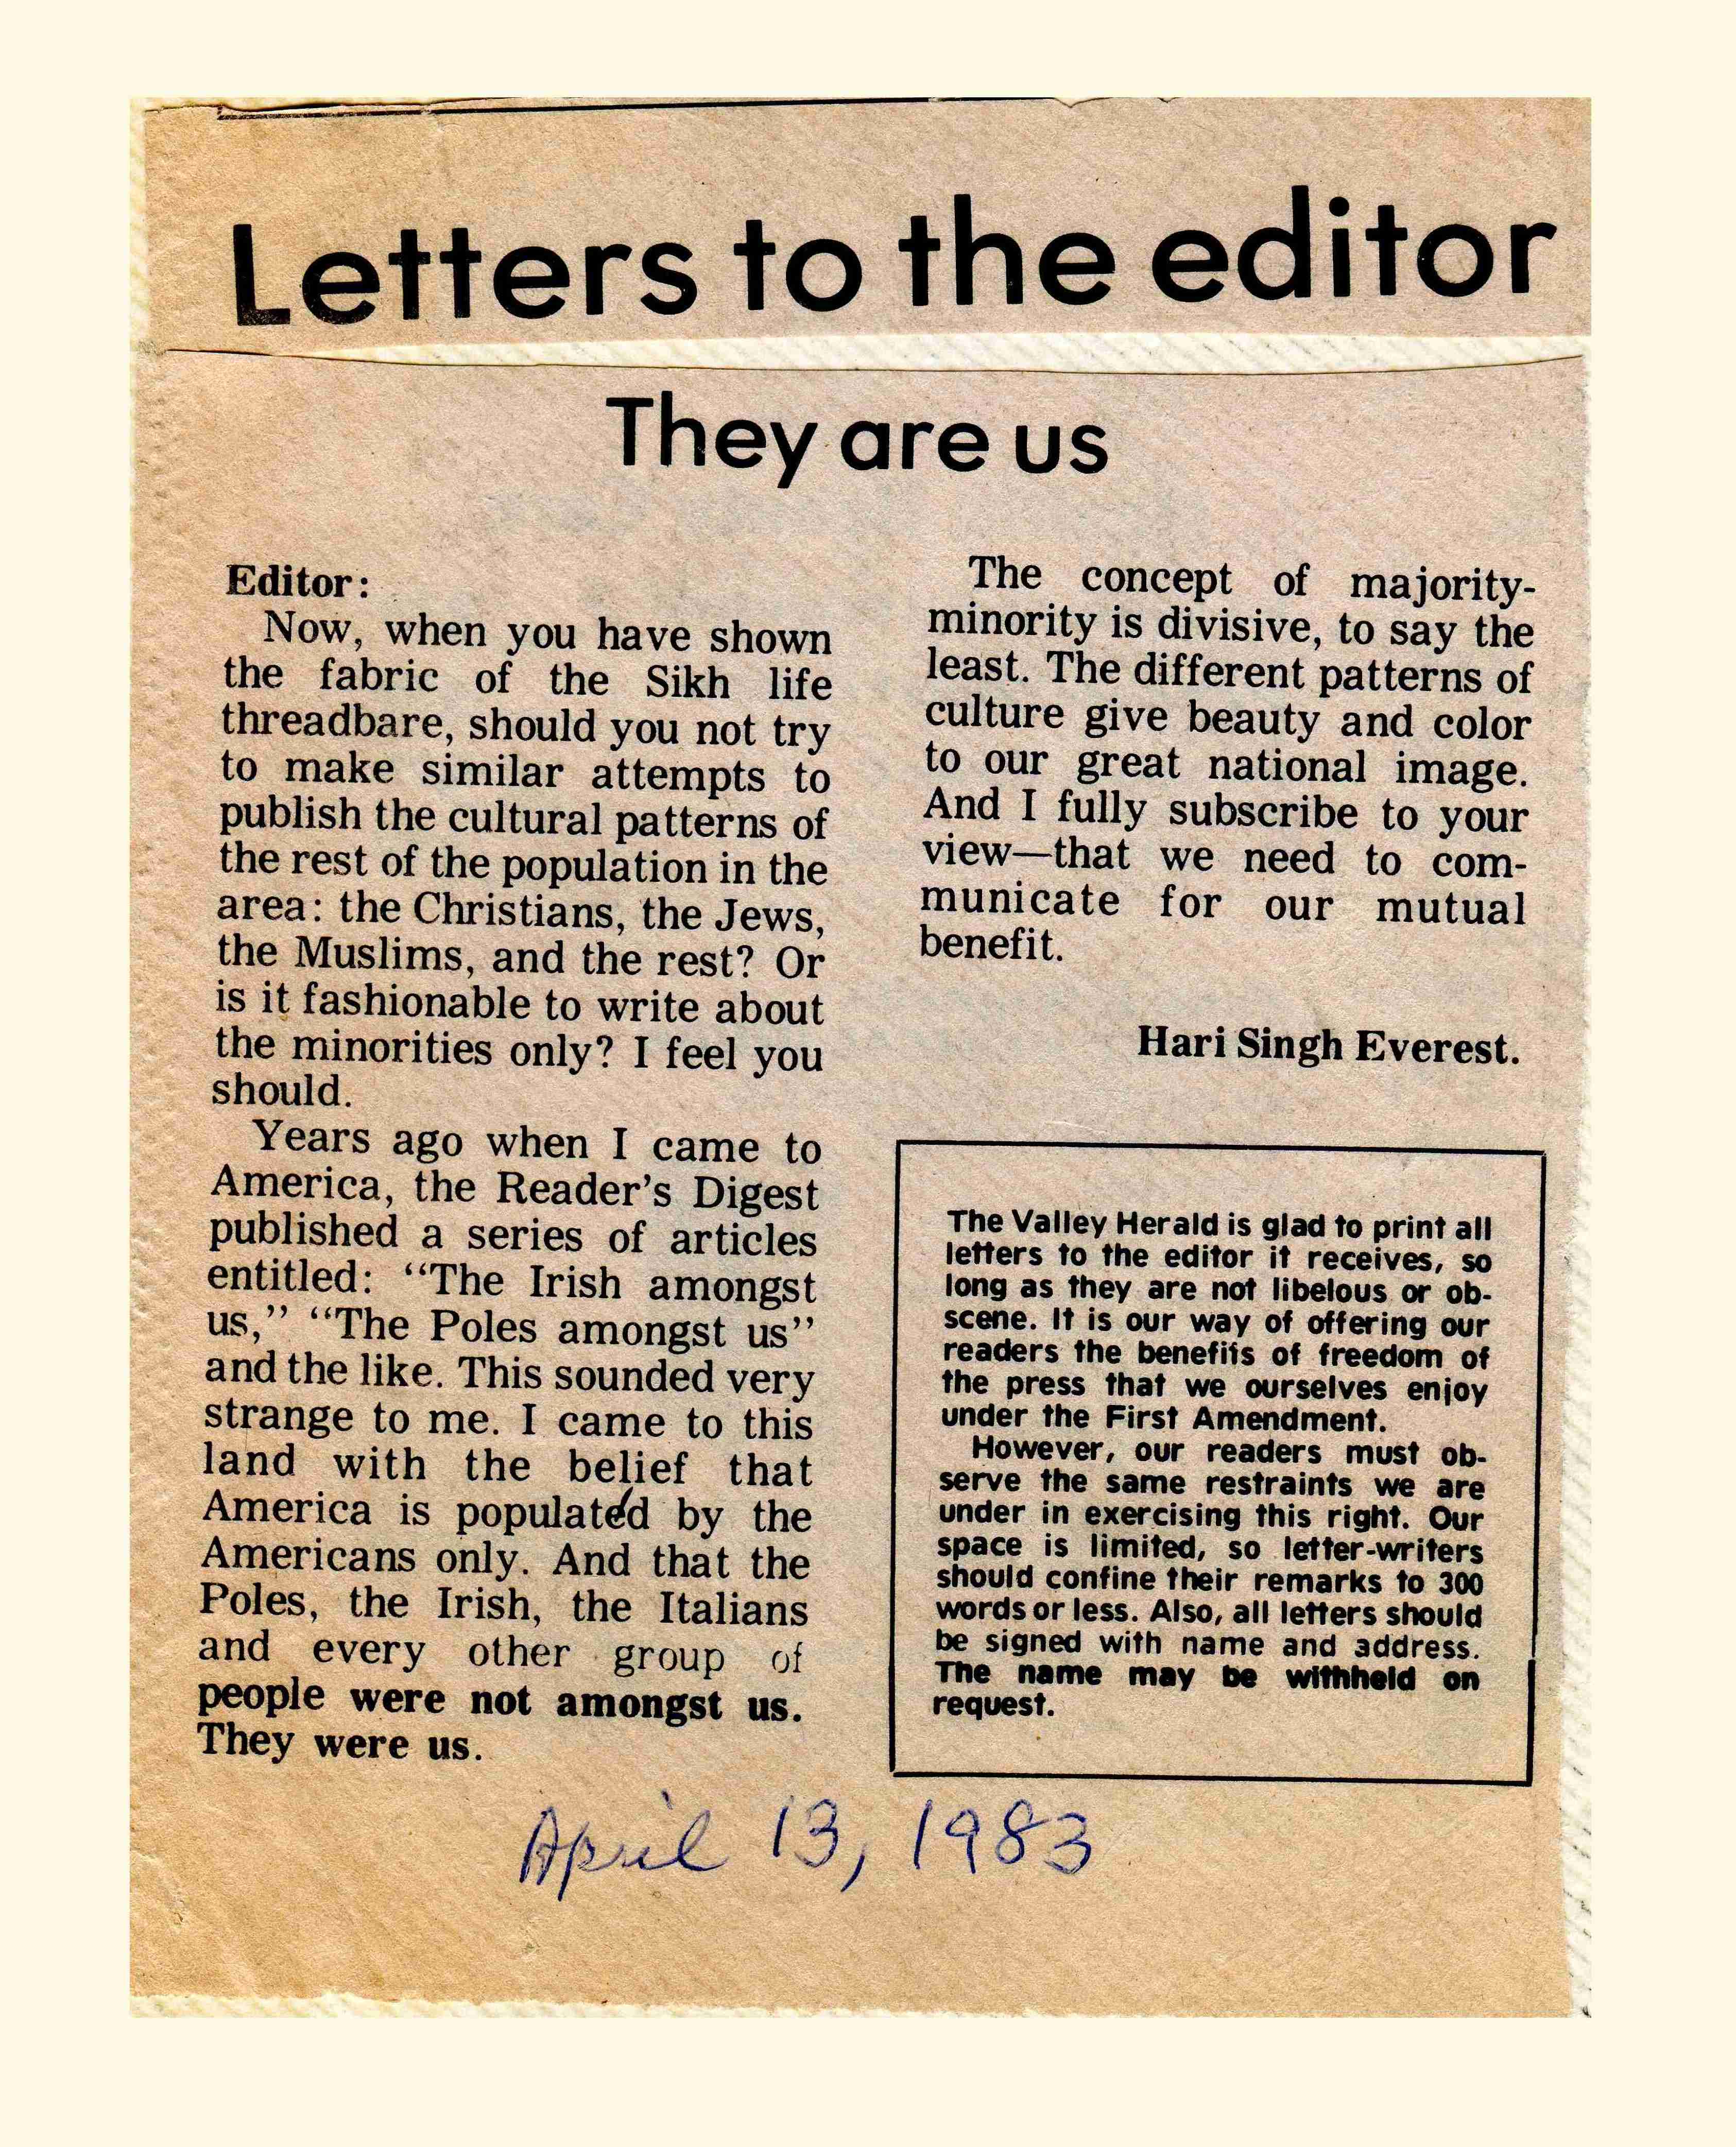 Letters to the editor
They are us
Editor:
Now, when you have shown
the fabric of the Sikh life
threadbare, should you not try
to make similar attempts to
publish the cultural patterns of
the rest of the population in the
area: the Christians, the Jews,
the Muslims, and the rest? Or
is it fashionable to write about
the minorities only? I feel you
should.
Years ago when I came to
America, the Reader's Digest
published a series of articles
entitled: "The Irish amongst
us," "The Poles amongst us"
and the like. This sounded very
strange to me. I came to this
land with the belief that
America is populated by the
Americans only. And that the
Poles, the Irish, the Italians
and every other group of
people were not amongst us.
They were us.
The concept of majority-
minority is divisive, to say the
least. The different patterns of
culture give beauty and color
to our great national image.
And I fully subscribe to your
view—that we need to com-
municate for our mutual
benefit.
Hari Singh Everest.
The Valley Herald is glad to print all
letters to the editor it receives, so
long as they are not libelous or ob-
scene. It is our way of offering our
readers the benefits of freedom of
the press that we ourselves enjoy
under the First Amendment.
However, our readers must ob-
serve the same restraints we are
under in exercising this right. Our
space is limited, so letter-writers
should confine their remarks to 300
words or less. Also, all letters should
be signed with name and address.
The name may be withheld on
request.
April 13, 1983